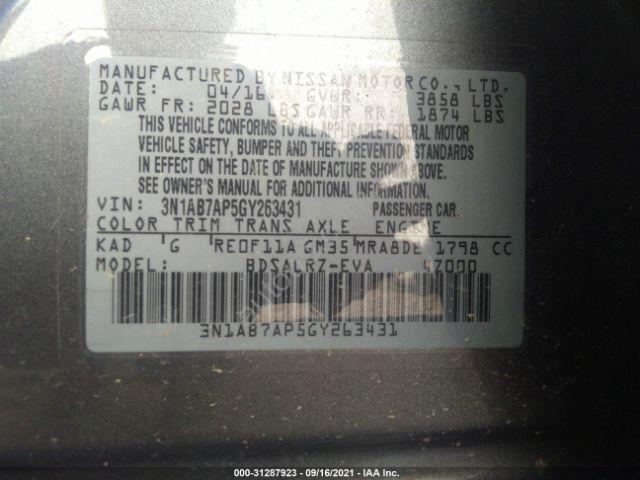 MANUFACTURED BY NISSAN MOTOR CO., LTD.
DATE: 04/16 GVWR: 3858 LBS
GAWR FR: 2028 LBS GAWR RR: 1874 LBS
THIS VEHICLE CONFORMS TO ALL APPLICABLE FEDERAL MOTOR
VEHICLE SAFETY, BUMPER AND THEFT PREVENTION STANDARDS
IN EFFECT ON THE DATE OF MANUFACTURE SHOWN ABOVE.
SEE OWNER'S MANUAL FOR ADDITIONAL INFORMATION.
VIN: 3N1AB7AP5GY263431 PASSENGER CAR.
COLOR TRIM TRANS AXLE ENGINE
KAD G RE0F11A GM35 MRA8DE 1798 CC
MODEL: BDSALRZ-EVA 4Z000
3N1AB7AP5GY263431
000-31287923 - 09/16/2021 - IAA Inc.